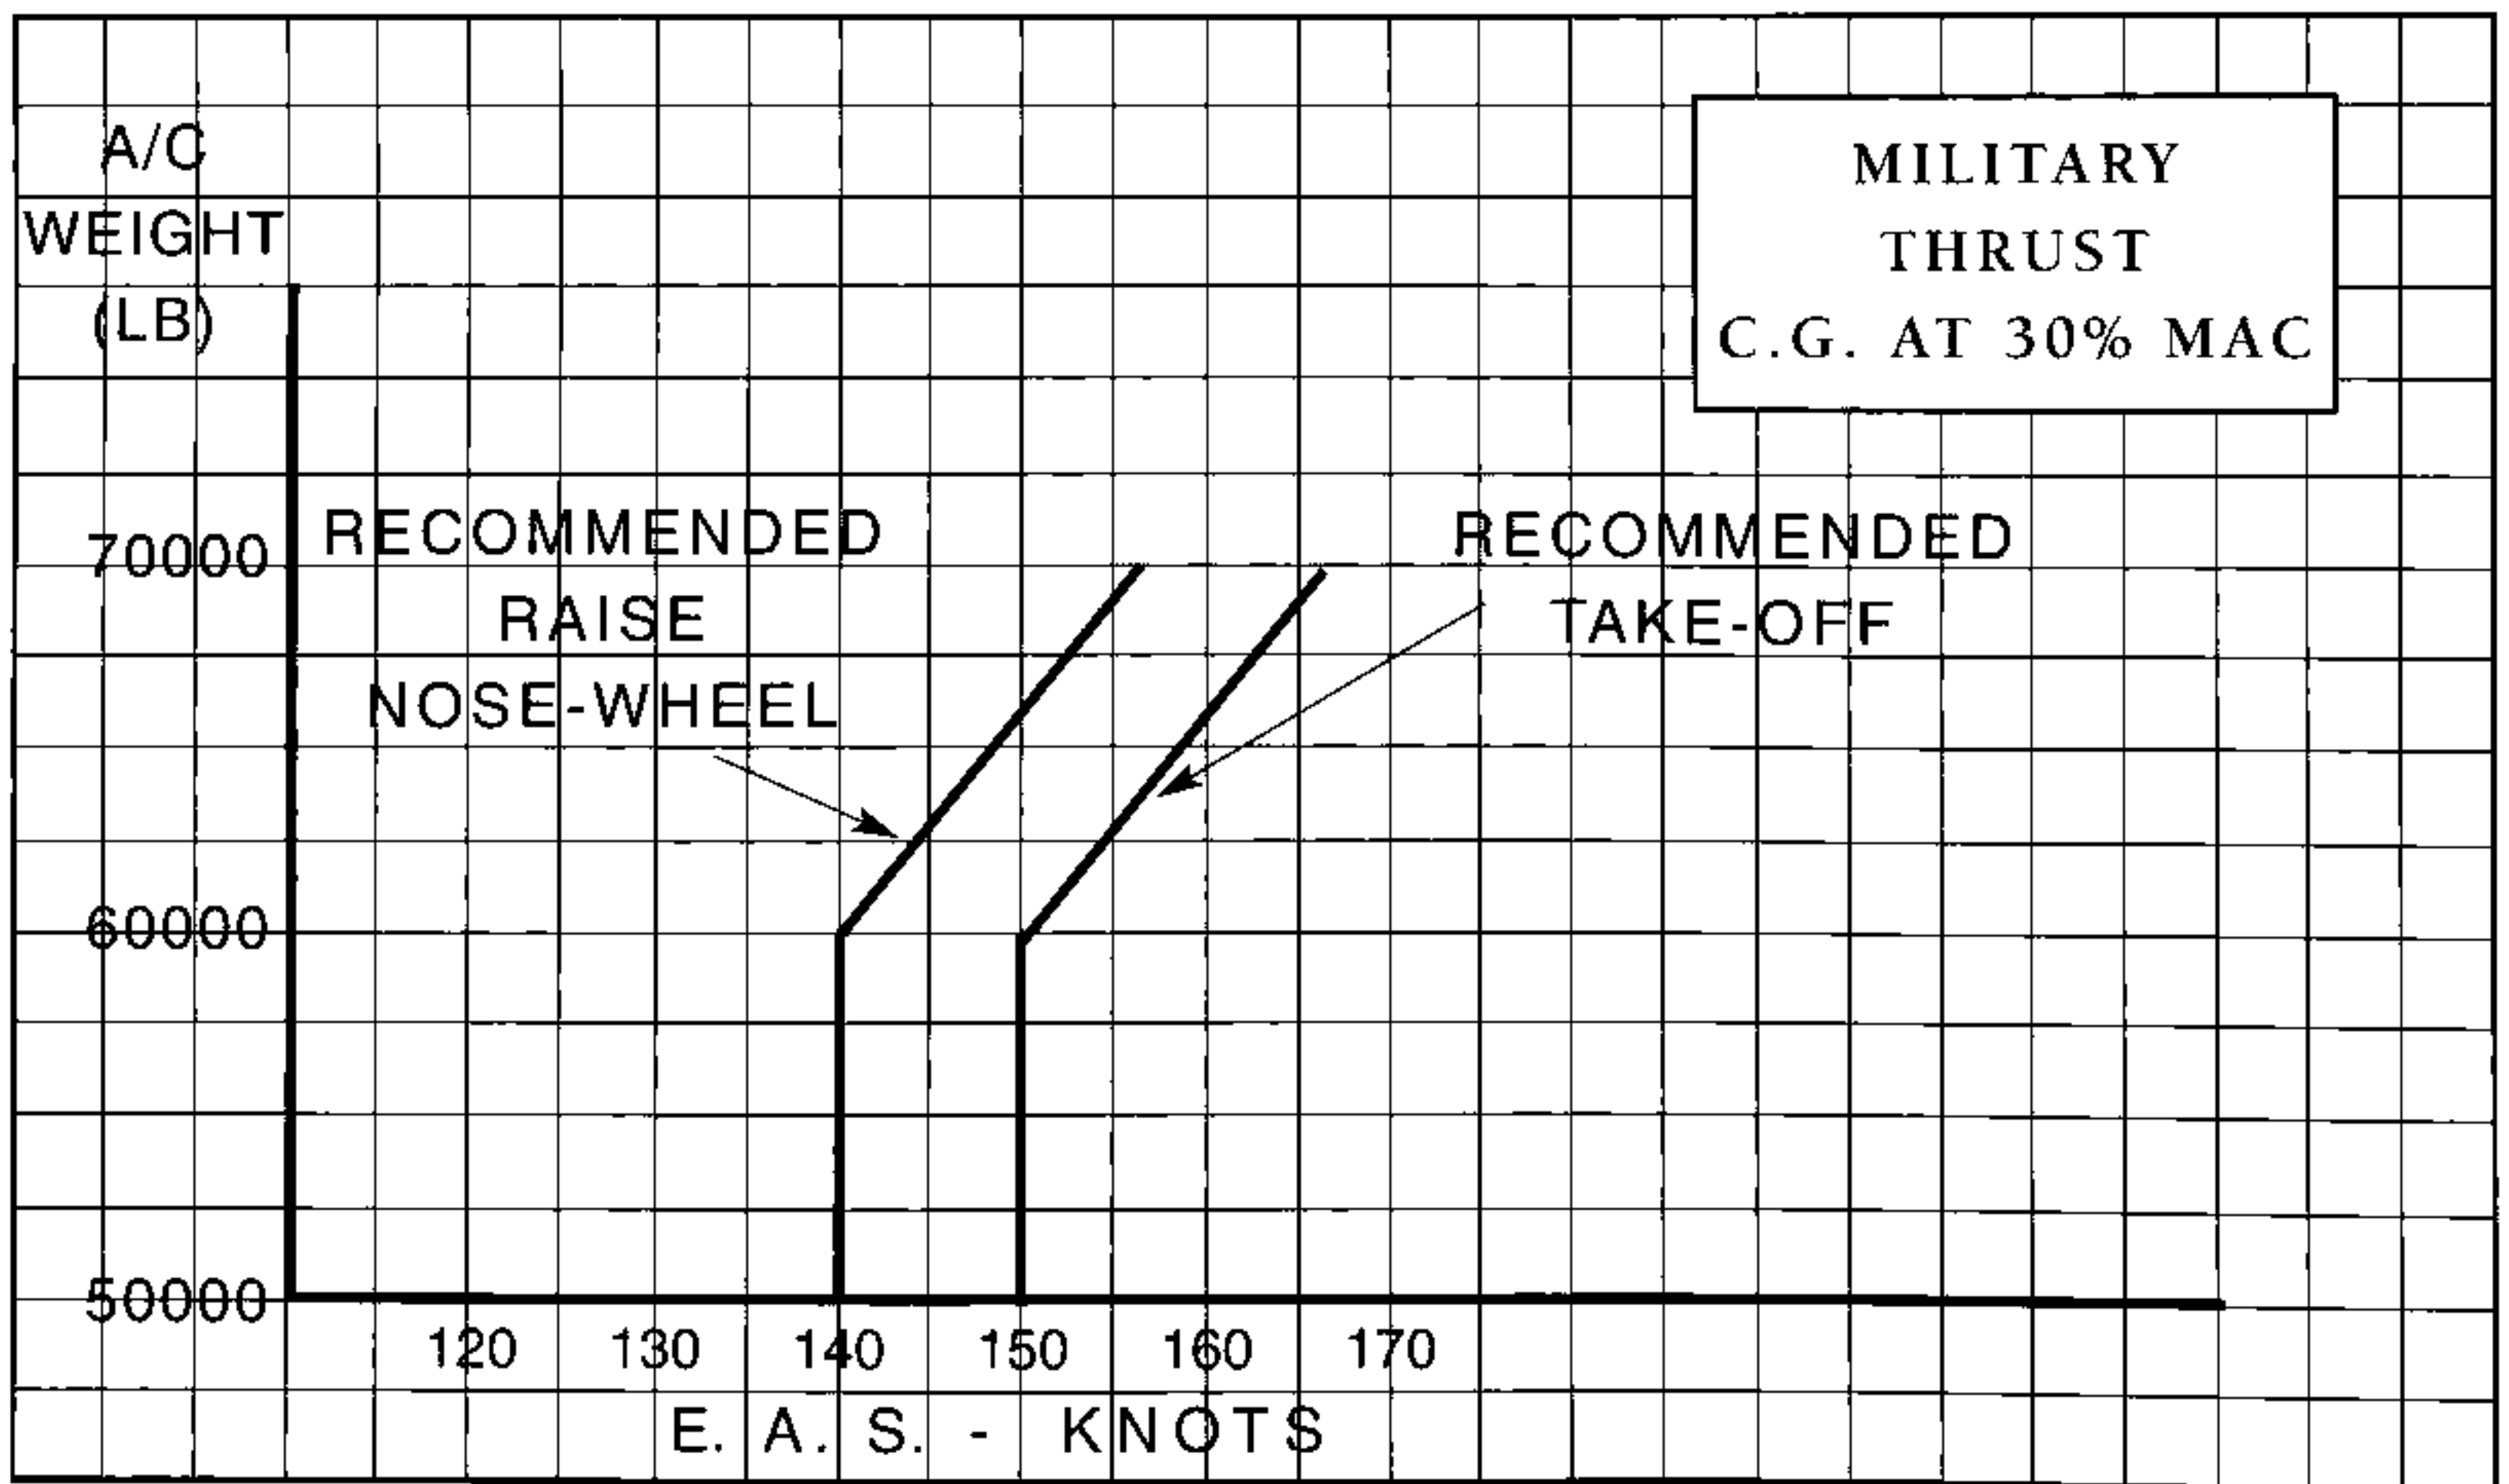 A/C
WEIGHT
(LB)
MILITARY
THRUST
C.G. AT 30% MAC
70000
RECOMMENDED
RAISE
NOSE-WHEEL
RECOMMENDED
TAKE-OFF
60000
50000
120 130 140 150 160 170
E. A. S. - KNOTS